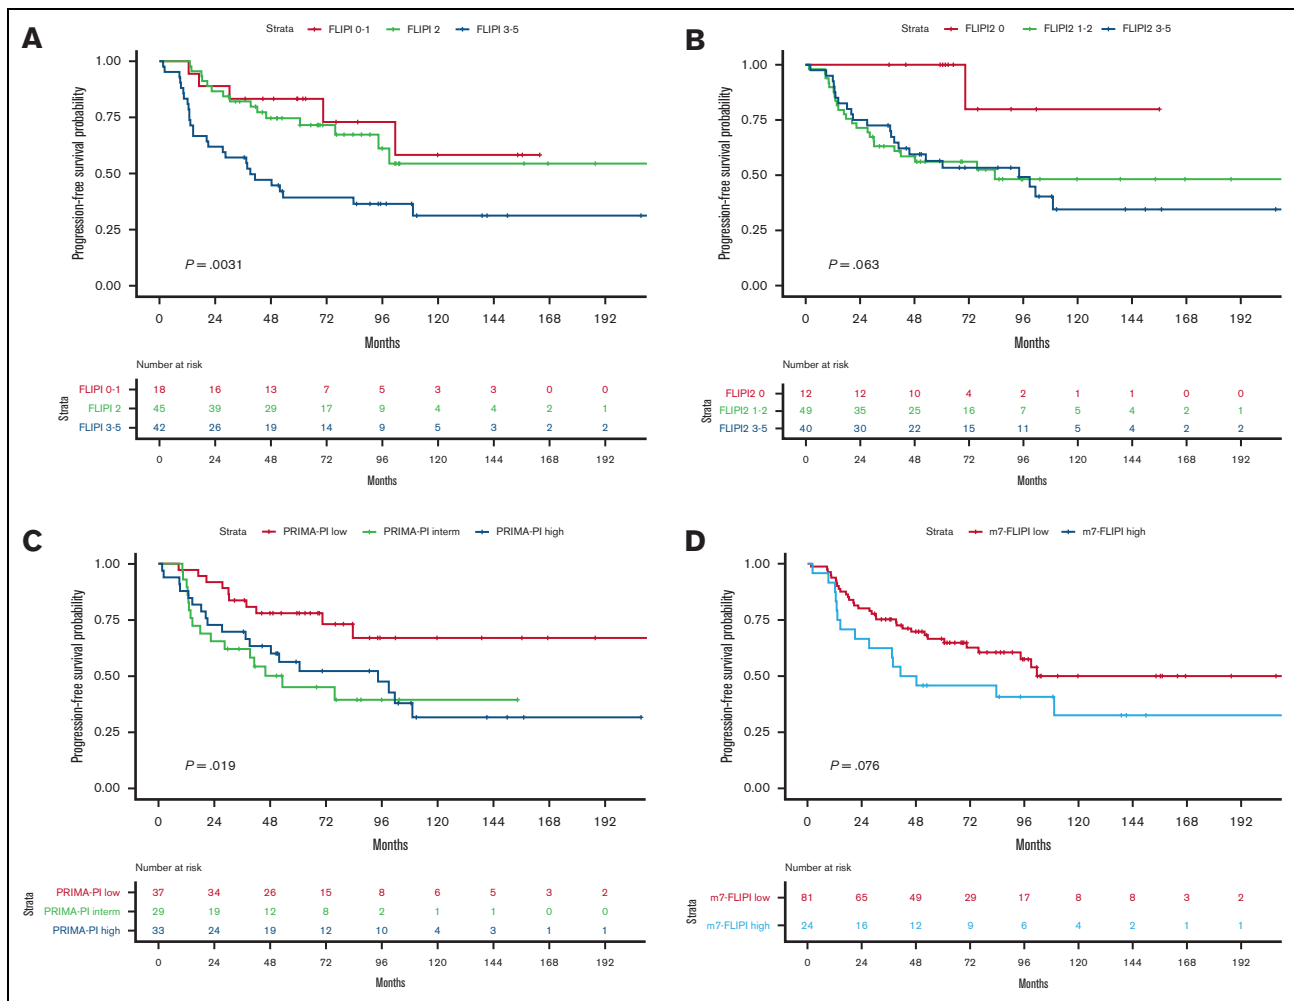 A
Strata FLIPI 0-1 FLIPI 2 FLIPI 3-5
Progression-free survival probability
1.00
0.75
0.50
0.25
0.00
P = .0031
0 24 48 72 96 120 144 168 192
Months
Number at risk
Strata
FLIPI 0-1 18 16 13 7 5 3 3 0 0
FLIPI 2 45 39 29 17 9 4 4 2 1
FLIPI 3-5 42 26 19 14 9 5 3 2 2
0 24 48 72 96 120 144 168 192
Months
B
Strata FLIPI2 0 FLIPI2 1-2 FLIPI2 3-5
Progression-free survival probability
1.00
0.75
0.50
0.25
0.00
P = .063
0 24 48 72 96 120 144 168 192
Months
Number at risk
Strata
FLIPI2 0 12 12 10 4 2 1 1 0 0
FLIPI2 1-2 49 35 25 16 7 5 4 2 1
FLIPI2 3-5 40 30 22 15 11 5 4 2 2
0 24 48 72 96 120 144 168 192
Months
C
Strata PRIMA-PI low PRIMA-PI interm PRIMA-PI high
Progression-free survival probability
1.00
0.75
0.50
0.25
0.00
P = .019
0 24 48 72 96 120 144 168 192
Months
Number at risk
Strata
PRIMA-PI low 37 34 26 15 8 6 5 3 2
PRIMA-PI interm 29 19 12 8 2 1 1 0 0
PRIMA-PI high 33 24 19 12 10 4 3 1 1
0 24 48 72 96 120 144 168 192
Months
D
Strata m7-FLIPI low m7-FLIPI high
Progression-free survival probability
1.00
0.75
0.50
0.25
0.00
P = .076
0 24 48 72 96 120 144 168 192
Months
Number at risk
Strata
m7-FLIPI low 81 65 49 29 17 8 8 3 2
m7-FLIPI high 24 16 12 9 6 4 2 1 1
0 24 48 72 96 120 144 168 192
Months